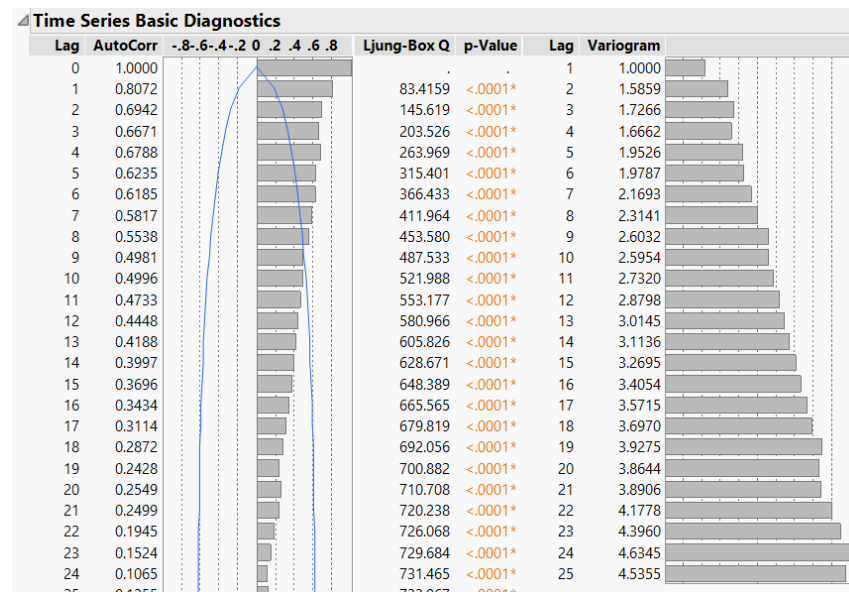 Time Series Basic Diagnostics
Lag AutoCorr -.8-.6-.4-.2 0 .2 .4 .6 .8 Ljung-Box Q p-Value Lag Variogram
0 1.0000 . . 1 1.0000
1 0.8072 83.4159 <.0001* 2 1.5859
2 0.6942 145.619 <.0001* 3 1.7266
3 0.6671 203.526 <.0001* 4 1.6662
4 0.6788 263.969 <.0001* 5 1.9526
5 0.6235 315.401 <.0001* 6 1.9787
6 0.6185 366.433 <.0001* 7 2.1693
7 0.5817 411.964 <.0001* 8 2.3141
8 0.5538 453.580 <.0001* 9 2.6032
9 0.4981 487.533 <.0001* 10 2.5954
10 0.4996 521.988 <.0001* 11 2.7320
11 0.4733 553.177 <.0001* 12 2.8798
12 0.4448 580.966 <.0001* 13 3.0145
13 0.4188 605.826 <.0001* 14 3.1136
14 0.3997 628.671 <.0001* 15 3.2695
15 0.3696 648.389 <.0001* 16 3.4054
16 0.3434 665.565 <.0001* 17 3.5715
17 0.3114 679.819 <.0001* 18 3.6970
18 0.2872 692.056 <.0001* 19 3.9275
19 0.2428 700.882 <.0001* 20 3.8644
20 0.2549 710.708 <.0001* 21 3.8906
21 0.2499 720.238 <.0001* 22 4.1778
22 0.1945 726.068 <.0001* 23 4.3960
23 0.1524 729.684 <.0001* 24 4.6345
24 0.1065 731.465 <.0001* 25 4.5355